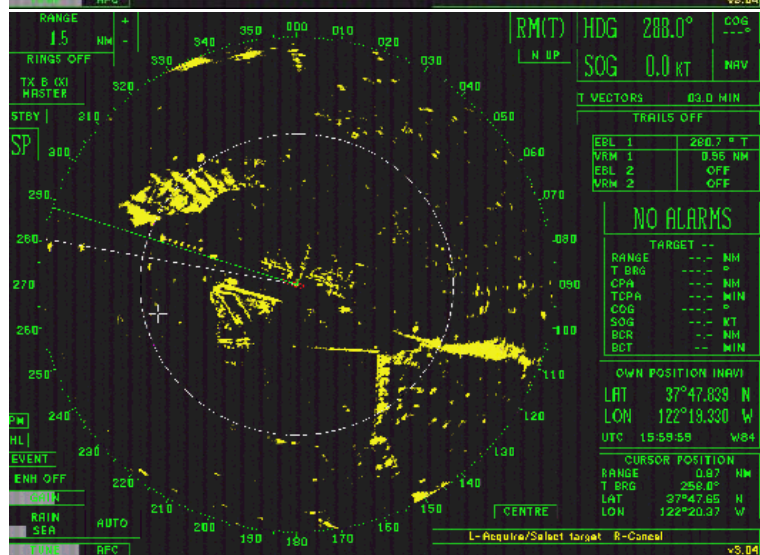 RANGE + 1.5 NM -
RINGS OFF
TX B (X)
MASTER
STBY
SP
000
010
020
030
040
050
060
070
080
090
100
110
120
130
140
150
160
170
180
190
200
210
220
230
240
250
260
270
280
290
300
310
320
330
340
350
RM(T)
N UP
HDG 288.0°
COG
---°
SOG 0.0 KT
NAV
T VECTORS 03.0 MIN
TRAILS OFF
EBL 1 280.7 ° T
VRM 1 0.96 NM
EBL 2 OFF
VRM 2 OFF
NO ALARMS
TARGET --
RANGE --.- NM
T BRG ---.- °
CPA --.- NM
TCPA --.- MIN
COG ---.- °
SOG --.- KT
BCR --.- NM
BCT --.- MIN
OWN POSITION (NAV)
LAT 37°47.839 N
LON 122°19.330 W
UTC 15:59:59 W84
CURSOR POSITION
RANGE 0.87 NM
T BRG 258.0°
LAT 37°47.65 N
LON 122°20.37 W
PM
HL
EVENT
ENH OFF
GAIN
RAIN
SEA
AUTO
TUNE AFC
CENTRE
L-Acquire/Select target R-Cancel
v3.04